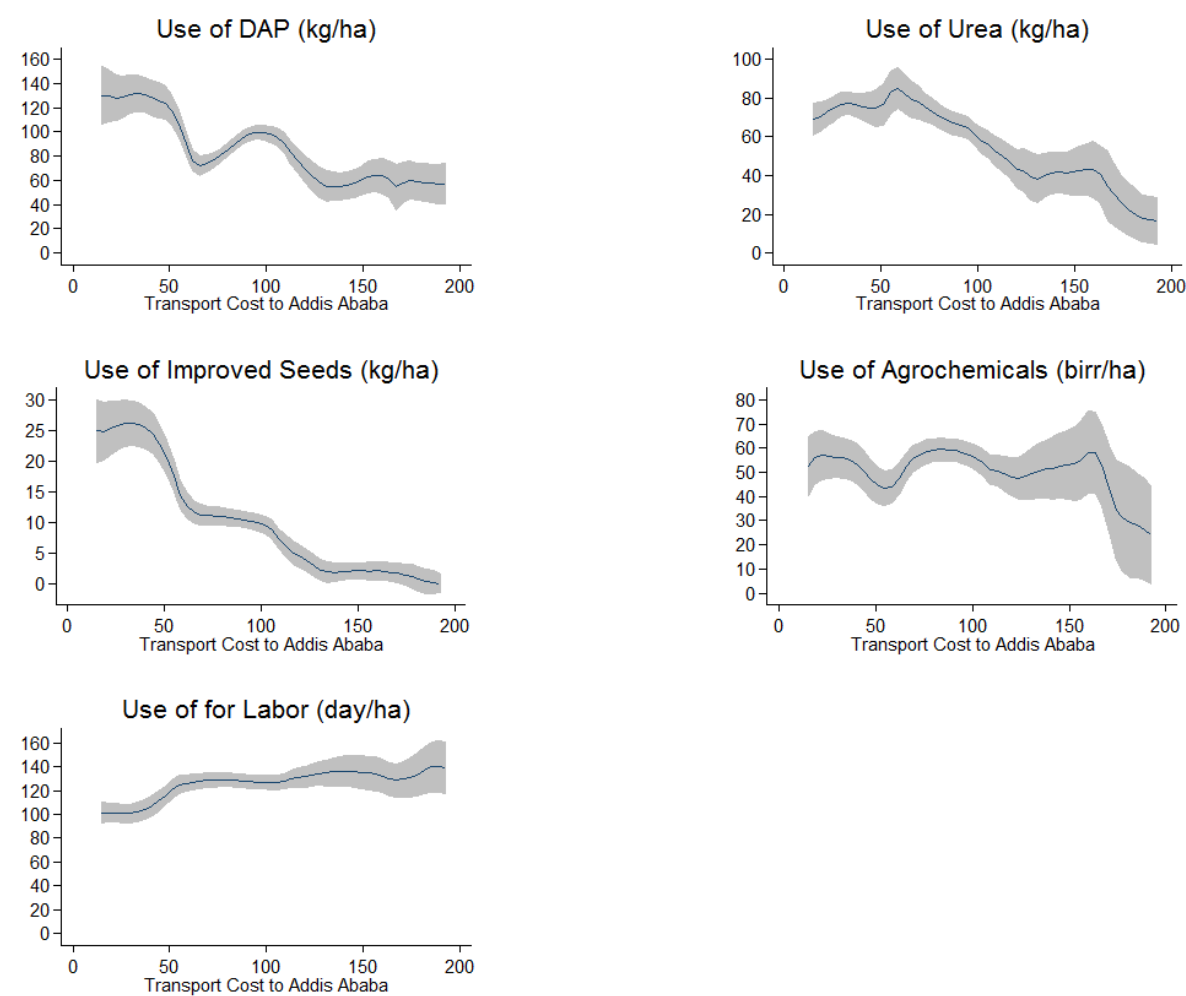 Use of DAP (kg/ha)
160
140
120
100
80
60
40
20
0
0 50 100 150 200
Transport Cost to Addis Ababa
Use of Urea (kg/ha)
100
80
60
40
20
0
0 50 100 150 200
Transport Cost to Addis Ababa
Use of Improved Seeds (kg/ha)
30
25
20
15
10
5
0
0 50 100 150 200
Transport Cost to Addis Ababa
Use of Agrochemicals (birr/ha)
80
70
60
50
40
30
20
10
0
0 50 100 150 200
Transport Cost to Addis Ababa
Use of for Labor (day/ha)
160
140
120
100
80
60
40
20
0
0 50 100 150 200
Transport Cost to Addis Ababa